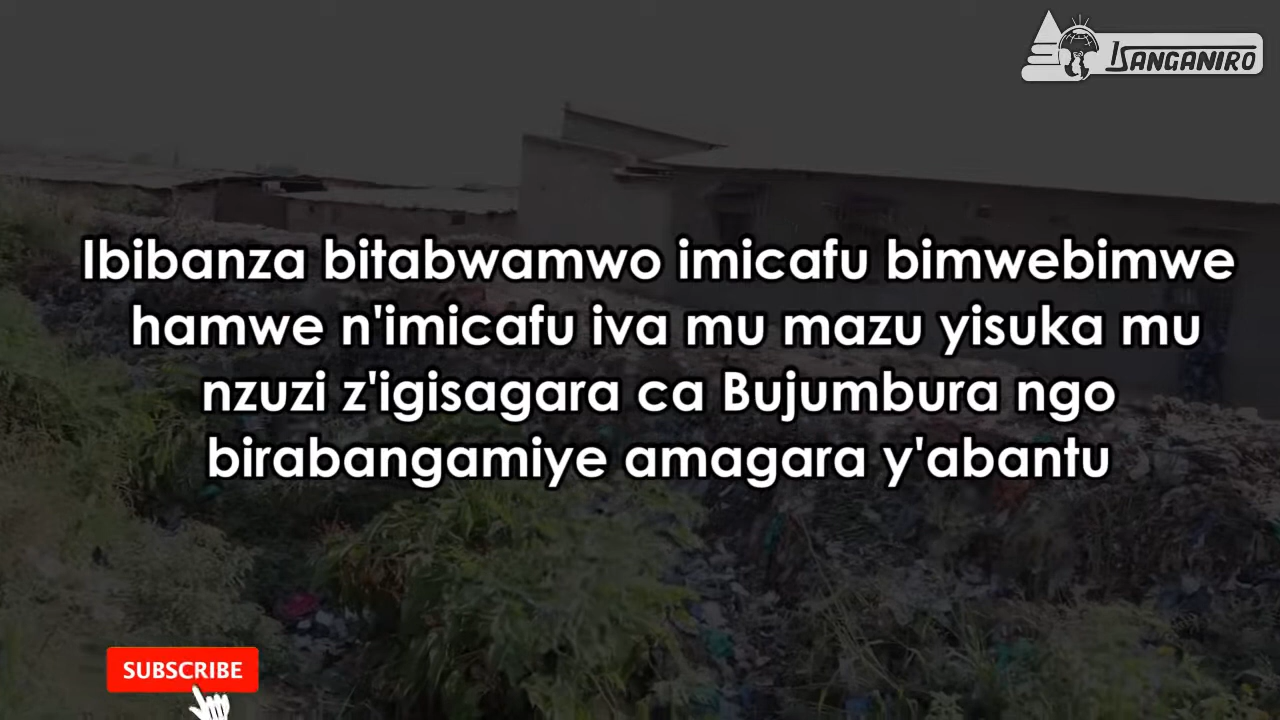 ISANGANIRO
Ibibanza bitabwamwo imicafu bimwebimwe
hamwe n'imicafu iva mu mazu yisuka mu
nzuzi z'igisagara ca Bujumbura ngo
birabangamiye amagara y'abantu
SUBSCRIBE